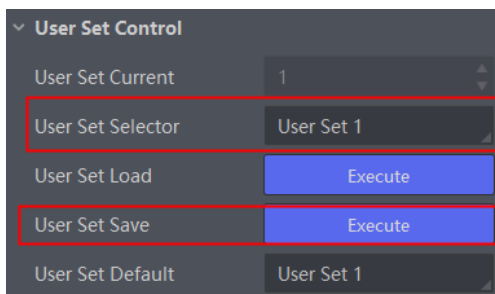 User Set Control
User Set Current 1
User Set Selector User Set 1
User Set Load Execute
User Set Save Execute
User Set Default User Set 1